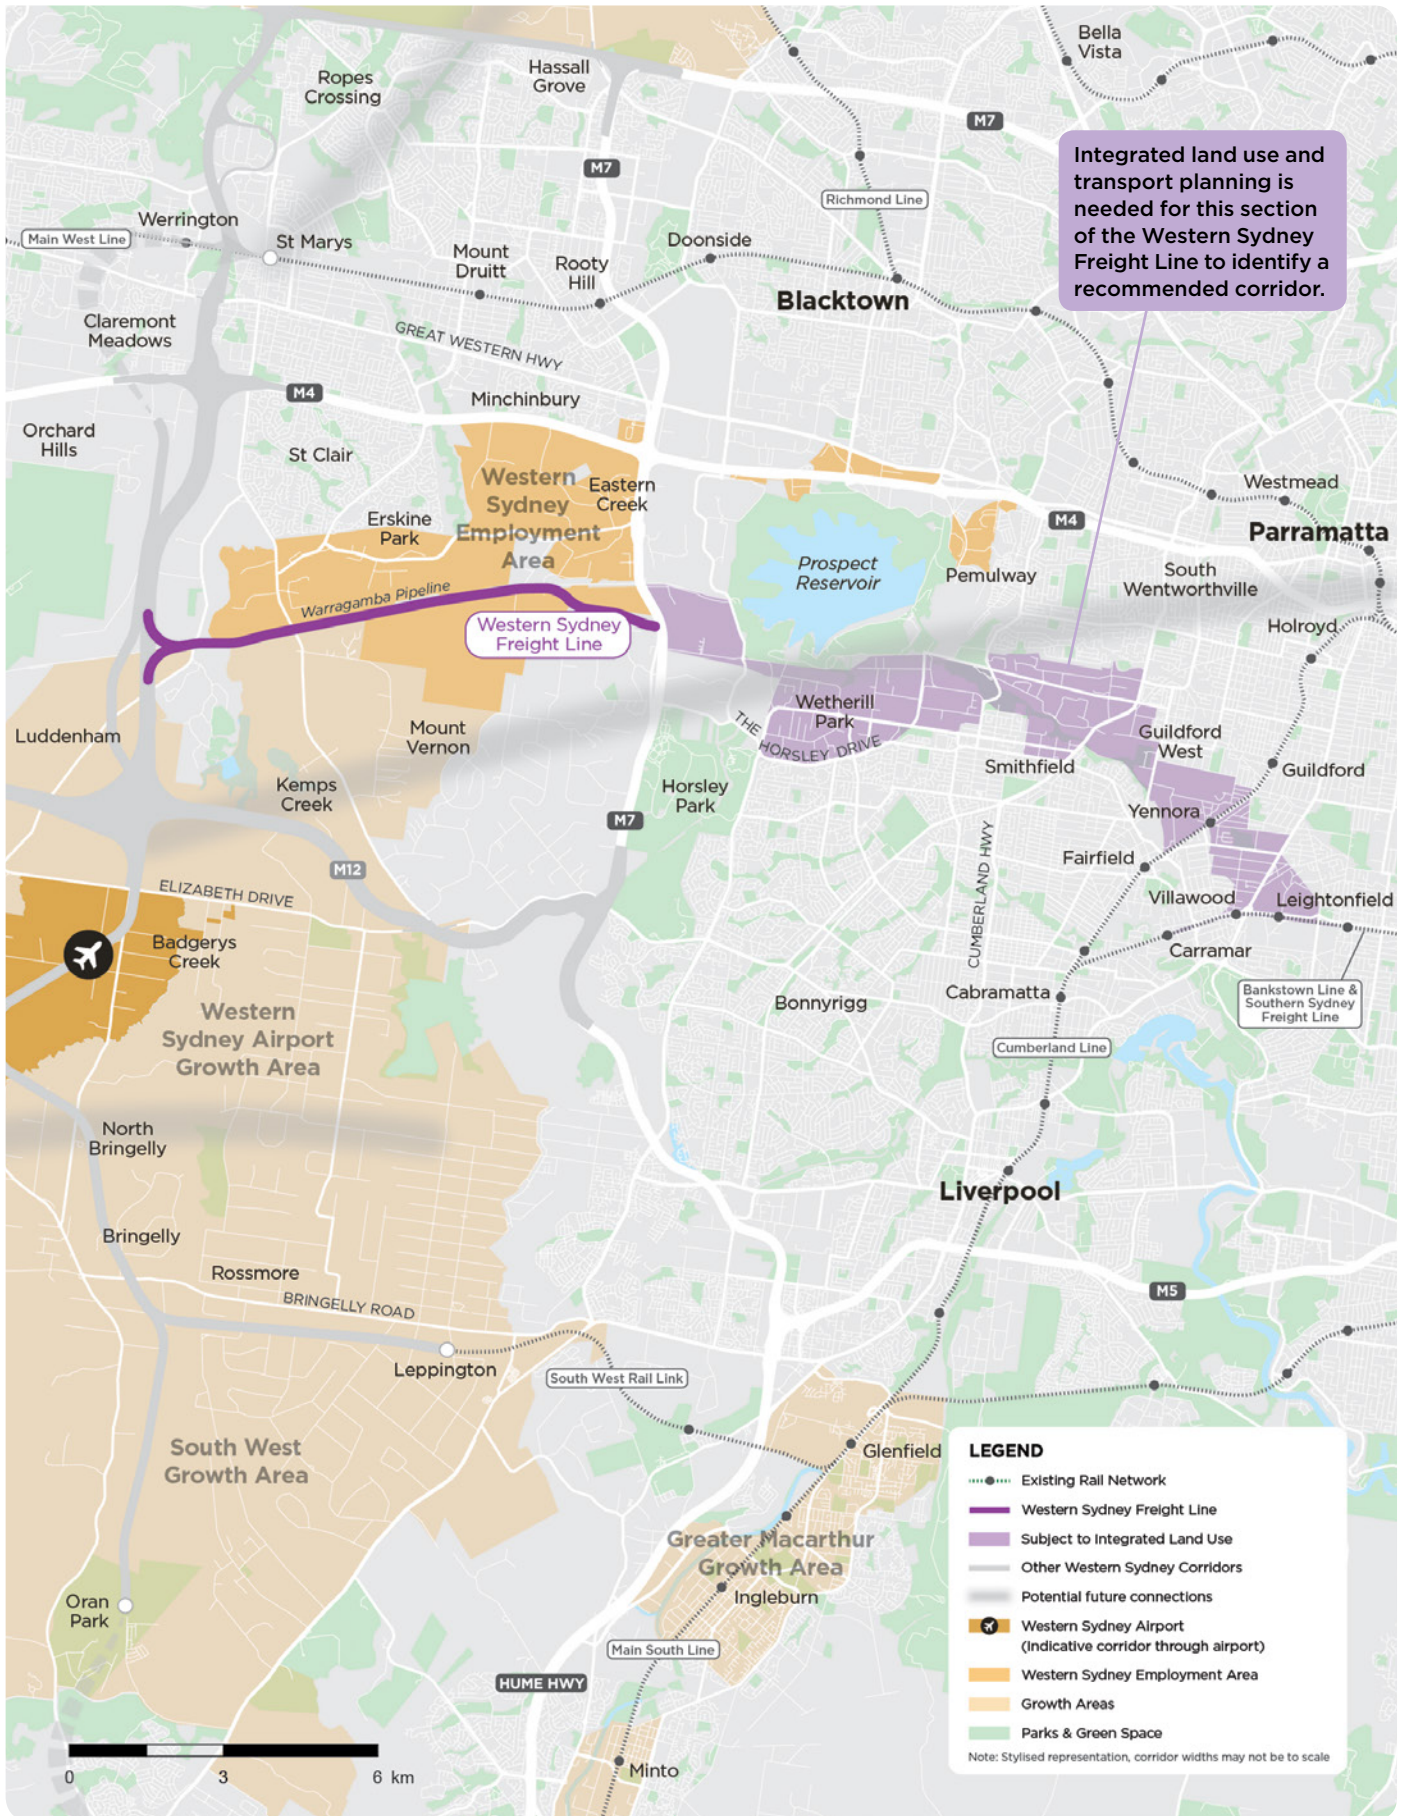 Bella
Vista
Ropes
Crossing
Hassall
Grove
M7
M7
Integrated land use and
transport planning is
needed for this section
of the Western Sydney
Freight Line to identify a
recommended corridor.
Richmond Line
Werrington
Main West Line
St Marys
Mount
Druitt
Rooty
Hill
Doonside
Blacktown
Claremont
Meadows
GREAT WESTERN HWY
M4
Minchinbury
Orchard
Hills
St Clair
Western
Sydney
Employment
Area
Eastern
Creek
Westmead
Erskine
Park
M4
Parramatta
Prospect
Reservoir
Pemulway
South
Wentworthville
Warragamba Pipeline
Western Sydney
Freight Line
Holroyd
Luddenham
Mount
Vernon
Wetherill
Park
THE HORSLEY DRIVE
Guildford
West
Smithfield
Guildford
Kemps
Creek
Horsley
Park
M7
Yennora
CUMBERLAND HWY
Fairfield
M12
ELIZABETH DRIVE
Villawood
Leightonfield
Badgerys
Creek
Carramar
Bonnyrigg
Cabramatta
Bankstown Line &
Southern Sydney
Freight Line
Western
Sydney Airport
Growth Area
Cumberland Line
North
Bringelly
Liverpool
Bringelly
Rossmore
BRINGELLY ROAD
M5
Leppington
South West Rail Link
South West
Growth Area
Glenfield
Greater Macarthur
Growth Area
Ingleburn
Oran
Park
Main South Line
HUME HWY
Minto
0 3 6 km
LEGEND
Existing Rail Network
Western Sydney Freight Line
Subject to Integrated Land Use
Other Western Sydney Corridors
Potential future connections
Western Sydney Airport
(Indicative corridor through airport)
Western Sydney Employment Area
Growth Areas
Parks & Green Space
Note: Stylised representation, corridor widths may not be to scale